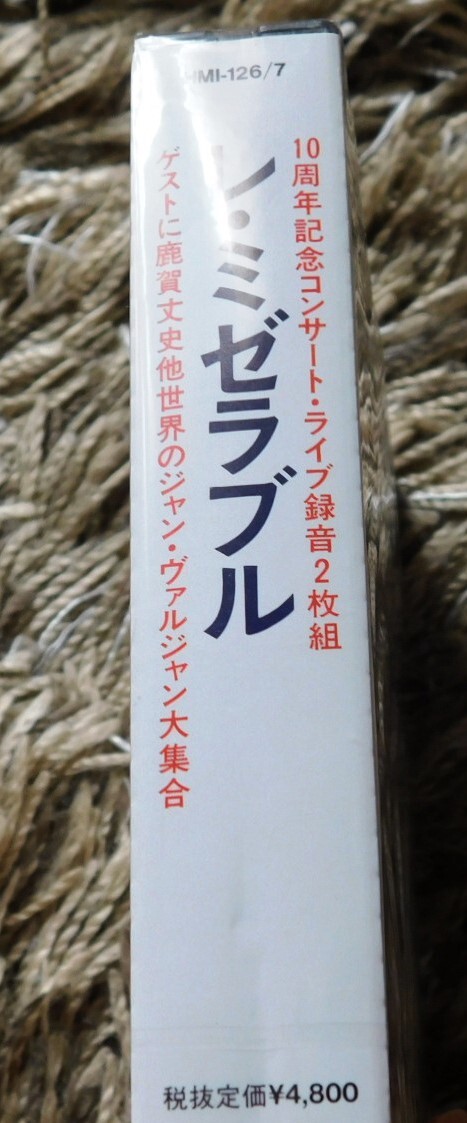 HMI-126/7
10周年記念コンサート・ライブ録音2枚組
レ・ミゼラブル
ゲストに鹿賀丈史他世界のジャン・ヴァルジャン大集合
税抜定価¥4,800